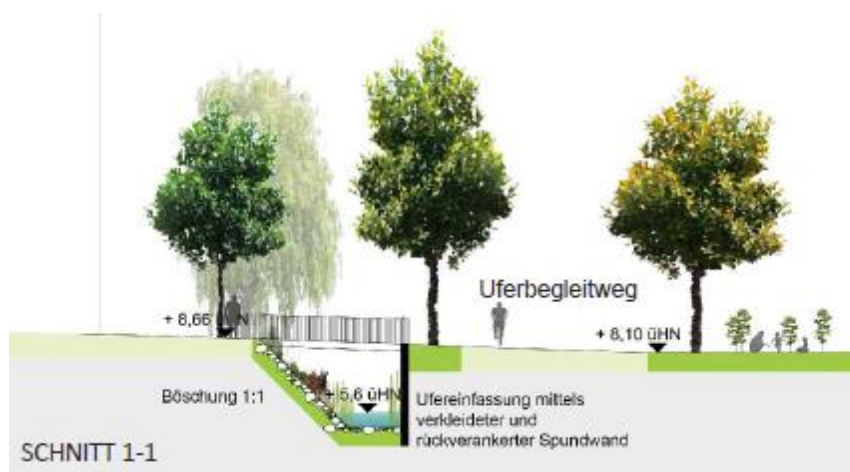 Uferbegleitweg
+ 8,66 üHN
+ 8,10 üHN
Böschung 1:1
+ 5,6 üHN
Ufereinfassung mittels
verkleideter und
rückverankerter Spundwand
SCHNITT 1-1